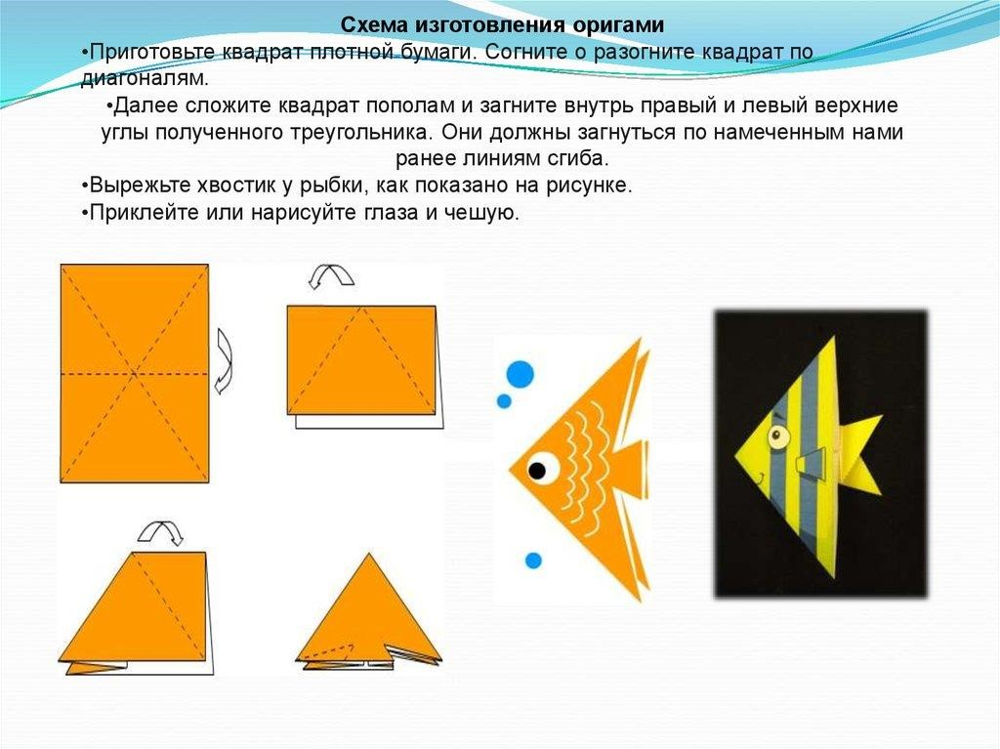 Схема изготовления оригами
•Приготовьте квадрат плотной бумаги. Согните о разогните квадрат по
диагоналям.
•Далее сложите квадрат пополам и загните внутрь правый и левый верхние
углы полученного треугольника. Они должны загнуться по намеченным нами
ранее линиям сгиба.
•Вырежьте хвостик у рыбки, как показано на рисунке.
•Приклейте или нарисуйте глаза и чешую.